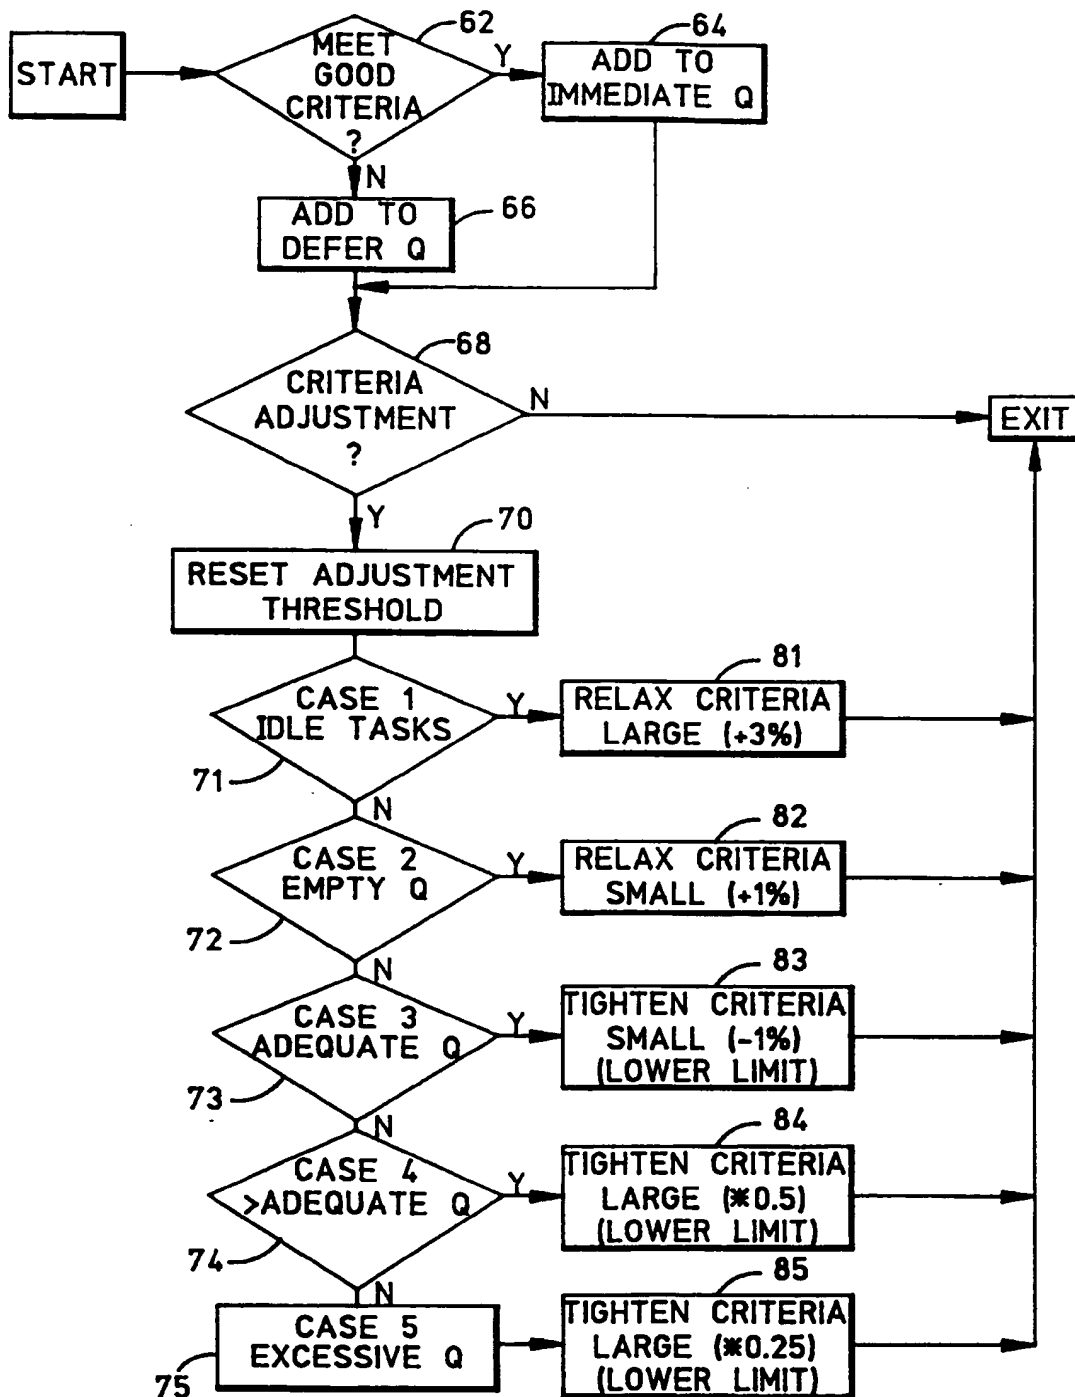 START
MEET
GOOD
CRITERIA
?
62
Y
64
ADD TO
IMMEDIATE Q
N
ADD TO
DEFER Q
66
68
CRITERIA
ADJUSTMENT
?
N
EXIT
Y
70
RESET ADJUSTMENT
THRESHOLD
CASE 1
IDLE TASKS
71
Y
81
RELAX CRITERIA
LARGE (+3%)
N
CASE 2
EMPTY Q
72
Y
82
RELAX CRITERIA
SMALL (+1%)
N
CASE 3
ADEQUATE Q
73
Y
83
TIGHTEN CRITERIA
SMALL (-1%)
(LOWER LIMIT)
N
CASE 4
>ADEQUATE Q
74
Y
84
TIGHTEN CRITERIA
LARGE (*0.5)
(LOWER LIMIT)
N
CASE 5
EXCESSIVE Q
75
85
TIGHTEN CRITERIA
LARGE (*0.25)
(LOWER LIMIT)